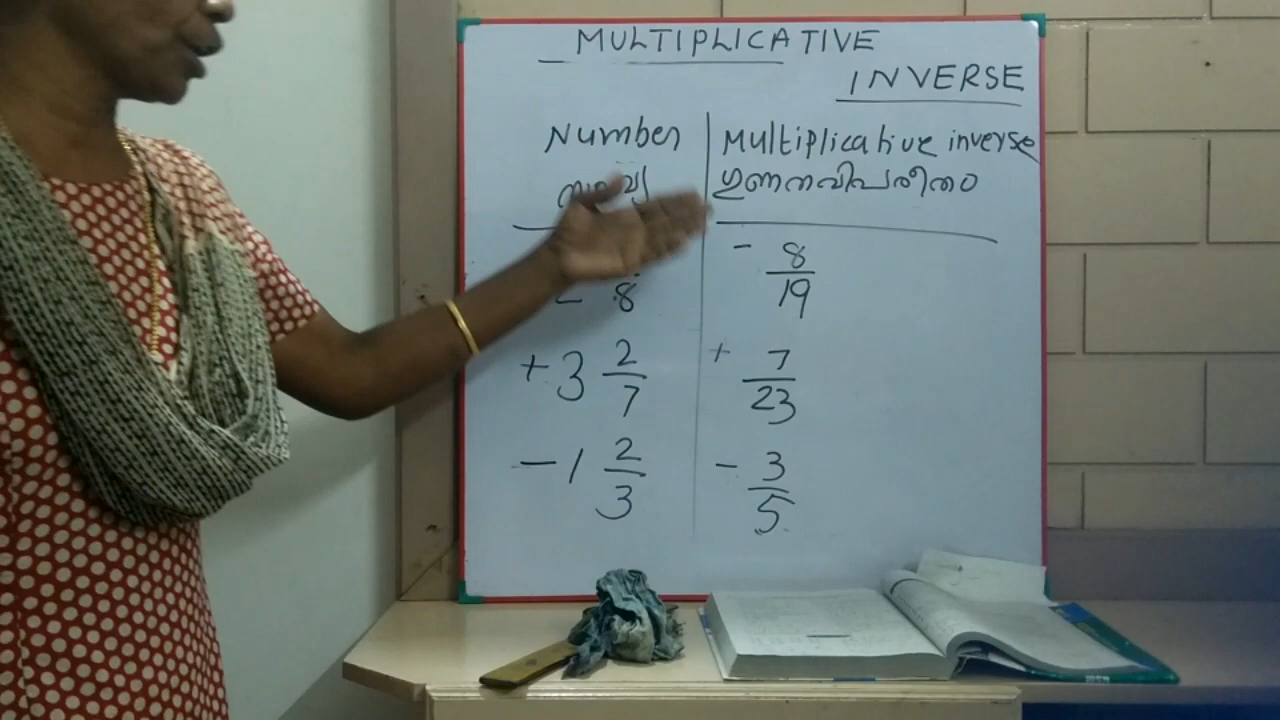 MULTIPLICATIVE
INVERSE
Number | Multiplicative inverse
ഗുണനവിപരീതം
- 8 | - 8/19
+ 3 2/7 | + 7/23
- 1 2/3 | - 3/5